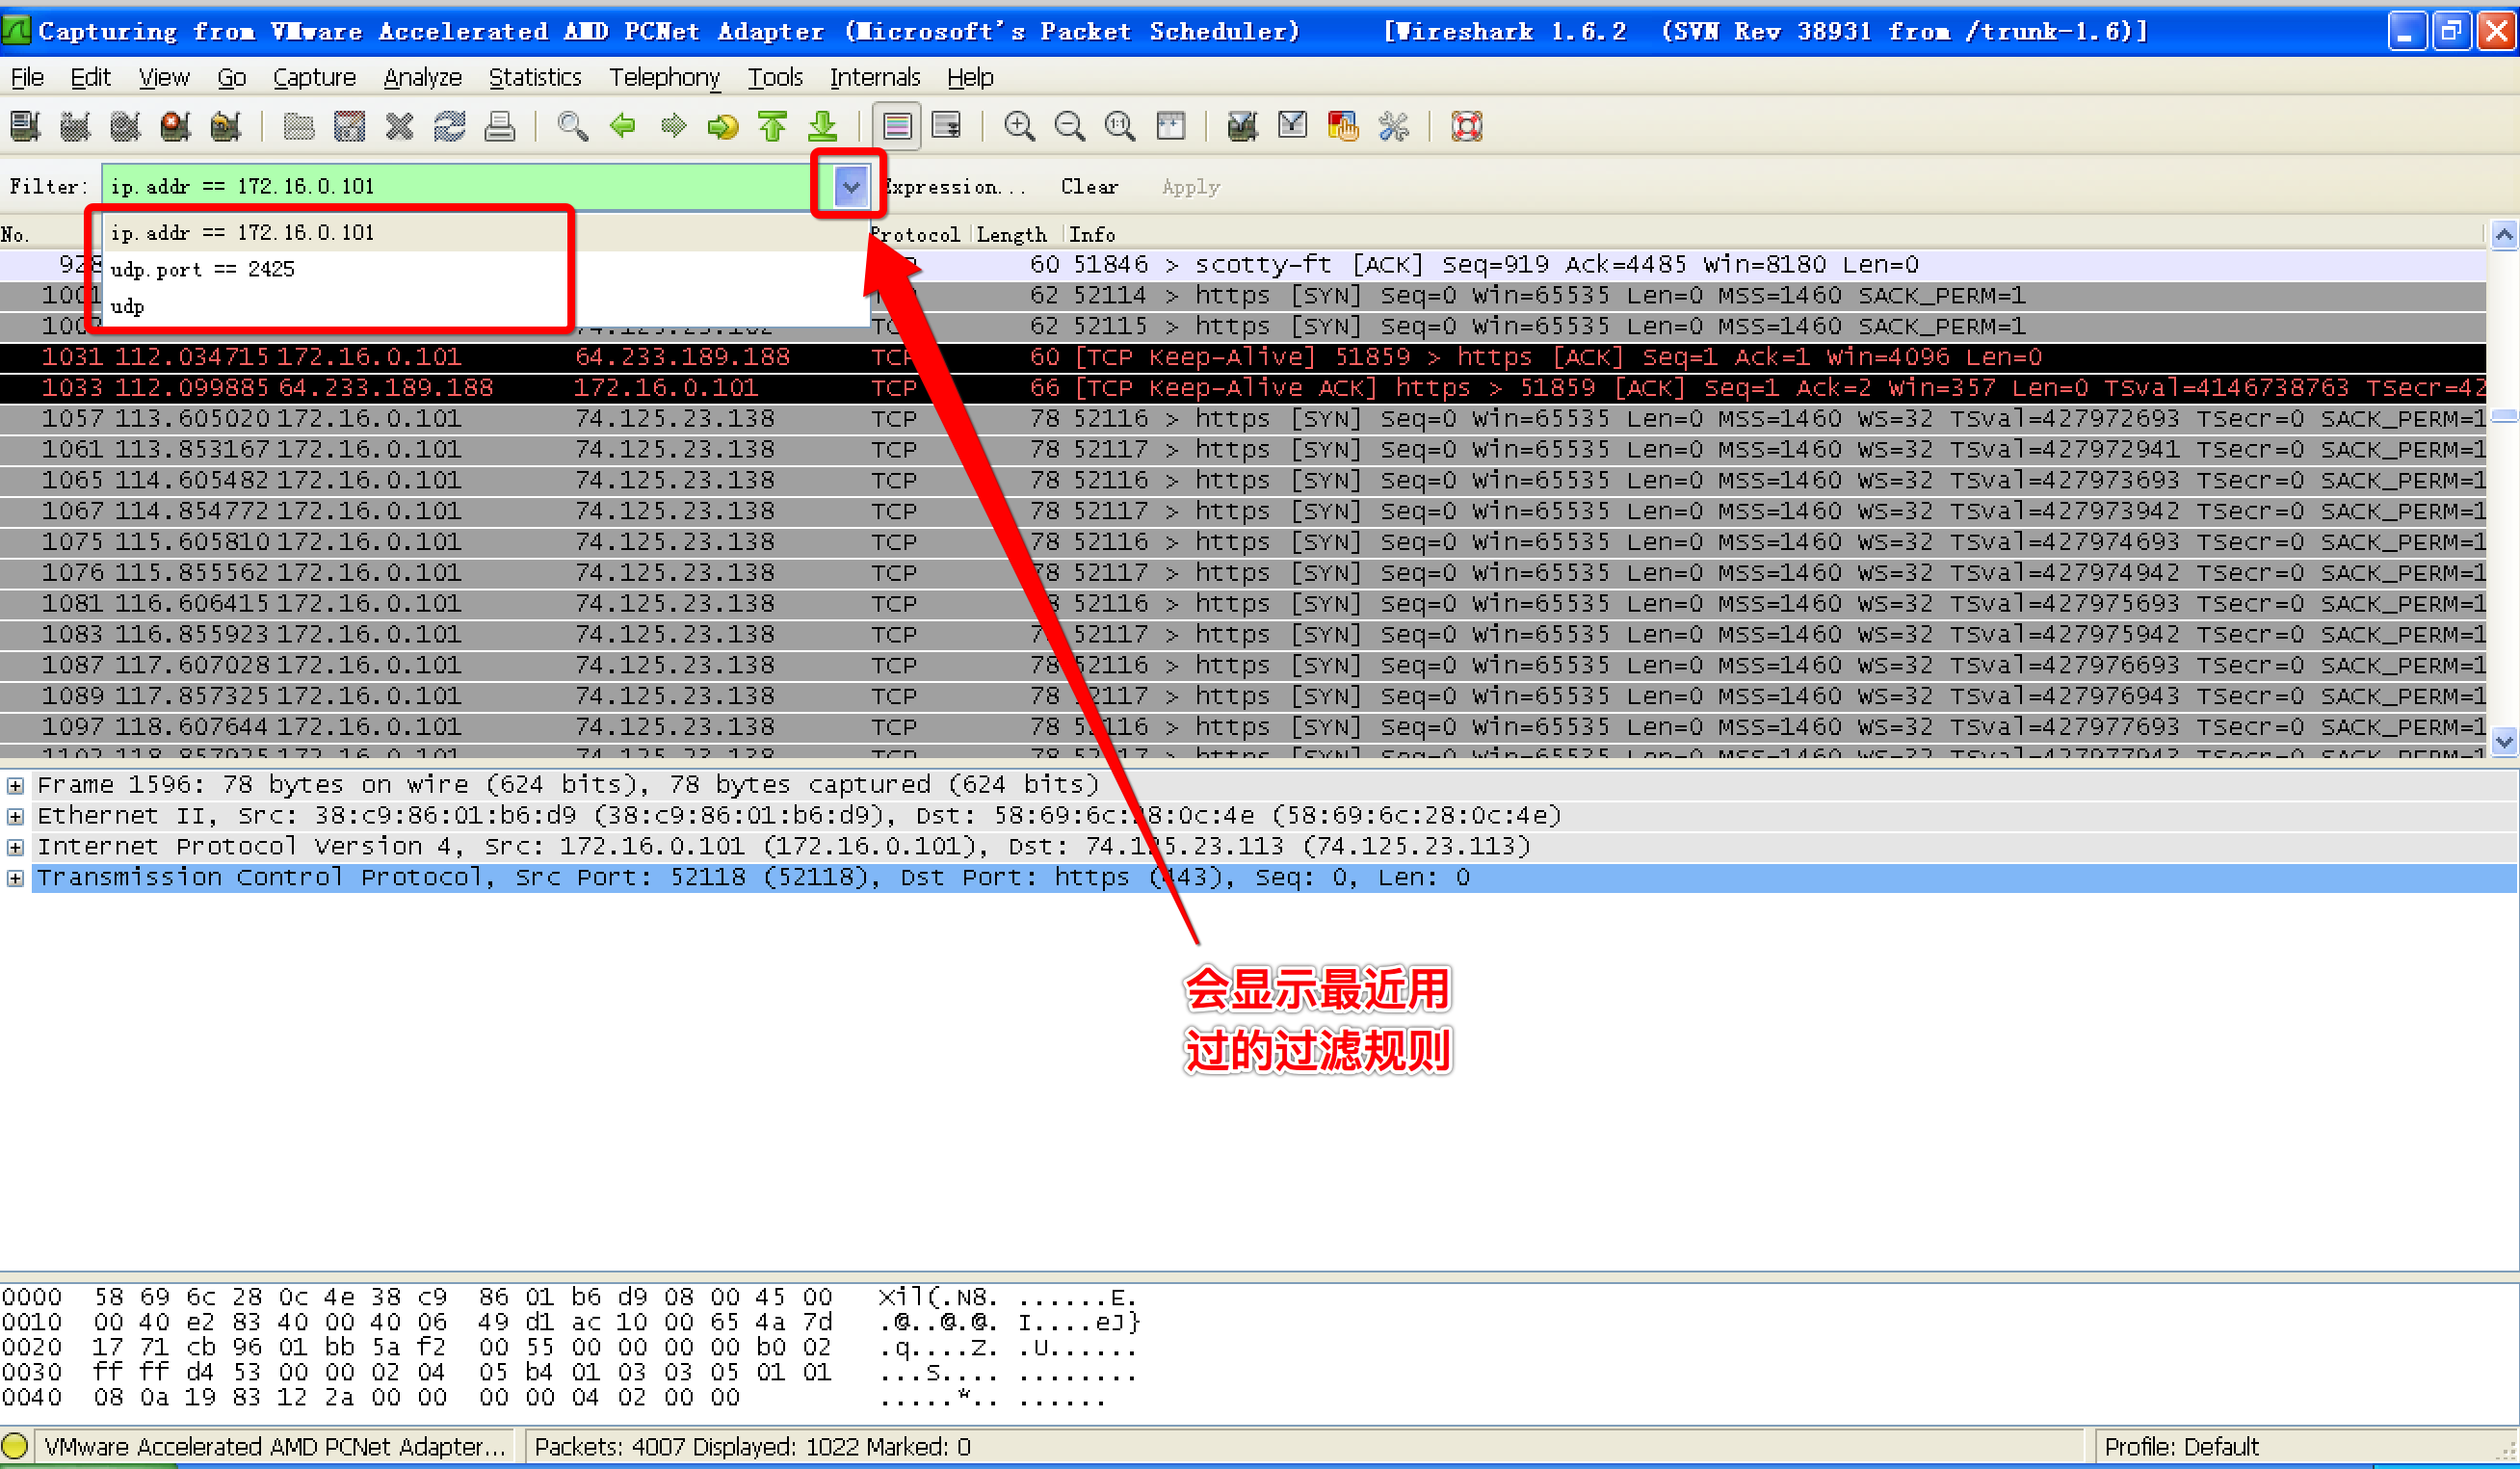 Capturing from VMware Accelerated AMD PCNet Adapter (Microsoft's Packet Scheduler) [Wireshark 1.6.2 (SVN Rev 38931 from /trunk-1.6)]
File Edit View Go Capture Analyze Statistics Telephony Tools Internals Help
Filter: ip.addr == 172.16.0.101 Expression... Clear Apply
ip.addr == 172.16.0.101
udp.port == 2425
udp
No. Protocol Length Info
928 60 51846 > scotty-ft [ACK] Seq=919 Ack=4485 Win=8180 Len=0
1001 62 52114 > https [SYN] Seq=0 Win=65535 Len=0 MSS=1460 SACK_PERM=1
62 52115 > https [SYN] Seq=0 Win=65535 Len=0 MSS=1460 SACK_PERM=1
1031 112.034715 172.16.0.101 64.233.189.188 TCP 60 [TCP Keep-Alive] 51859 > https [ACK] Seq=1 Ack=1 Win=4096 Len=0
1033 112.099885 64.233.189.188 172.16.0.101 TCP 66 [TCP Keep-Alive ACK] https > 51859 [ACK] Seq=1 Ack=2 Win=357 Len=0 TSval=4146738763 TSecr=42
1057 113.605020 172.16.0.101 74.125.23.138 TCP 78 52116 > https [SYN] Seq=0 Win=65535 Len=0 MSS=1460 WS=32 TSval=427972693 TSecr=0 SACK_PERM=1
1061 113.853167 172.16.0.101 74.125.23.138 TCP 78 52117 > https [SYN] Seq=0 Win=65535 Len=0 MSS=1460 WS=32 TSval=427972941 TSecr=0 SACK_PERM=1
1065 114.605482 172.16.0.101 74.125.23.138 TCP 78 52116 > https [SYN] Seq=0 Win=65535 Len=0 MSS=1460 WS=32 TSval=427973693 TSecr=0 SACK_PERM=1
1067 114.854772 172.16.0.101 74.125.23.138 TCP 78 52117 > https [SYN] Seq=0 Win=65535 Len=0 MSS=1460 WS=32 TSval=427973942 TSecr=0 SACK_PERM=1
1075 115.605810 172.16.0.101 74.125.23.138 TCP 78 52116 > https [SYN] Seq=0 Win=65535 Len=0 MSS=1460 WS=32 TSval=427974693 TSecr=0 SACK_PERM=1
1076 115.855562 172.16.0.101 74.125.23.138 TCP 78 52117 > https [SYN] Seq=0 Win=65535 Len=0 MSS=1460 WS=32 TSval=427974942 TSecr=0 SACK_PERM=1
1081 116.606415 172.16.0.101 74.125.23.138 TCP 78 52116 > https [SYN] Seq=0 Win=65535 Len=0 MSS=1460 WS=32 TSval=427975693 TSecr=0 SACK_PERM=1
1083 116.855923 172.16.0.101 74.125.23.138 TCP 78 52117 > https [SYN] Seq=0 Win=65535 Len=0 MSS=1460 WS=32 TSval=427975942 TSecr=0 SACK_PERM=1
1087 117.607028 172.16.0.101 74.125.23.138 TCP 78 52116 > https [SYN] Seq=0 Win=65535 Len=0 MSS=1460 WS=32 TSval=427976693 TSecr=0 SACK_PERM=1
1089 117.857325 172.16.0.101 74.125.23.138 TCP 78 52117 > https [SYN] Seq=0 Win=65535 Len=0 MSS=1460 WS=32 TSval=427976943 TSecr=0 SACK_PERM=1
1097 118.607644 172.16.0.101 74.125.23.138 TCP 78 52116 > https [SYN] Seq=0 Win=65535 Len=0 MSS=1460 WS=32 TSval=427977693 TSecr=0 SACK_PERM=1
Frame 1596: 78 bytes on wire (624 bits), 78 bytes captured (624 bits)
Ethernet II, Src: 38:c9:86:01:b6:d9 (38:c9:86:01:b6:d9), Dst: 58:69:6c:28:0c:4e (58:69:6c:28:0c:4e)
Internet Protocol Version 4, Src: 172.16.0.101 (172.16.0.101), Dst: 74.125.23.113 (74.125.23.113)
Transmission Control Protocol, Src Port: 52118 (52118), Dst Port: https (443), Seq: 0, Len: 0
会显示最近用
过的过滤规则
0000 58 69 6c 28 0c 4e 38 c9 86 01 b6 d9 08 00 45 00 Xil(.N8. ......E.
0010 00 40 e2 83 40 00 40 06 49 d1 ac 10 00 65 4a 7d .@..@.@. I....eJ}
0020 17 71 cb 96 01 bb 5a f2 00 55 00 00 00 00 b0 02 .q....Z. .U......
0030 ff ff d4 53 00 00 02 04 05 b4 01 03 03 05 01 01 ...S.... ........
0040 08 0a 19 83 12 2a 00 00 00 00 04 02 00 00 .....*.. ......
VMware Accelerated AMD PCNet Adapter... Packets: 4007 Displayed: 1022 Marked: 0 Profile: Default